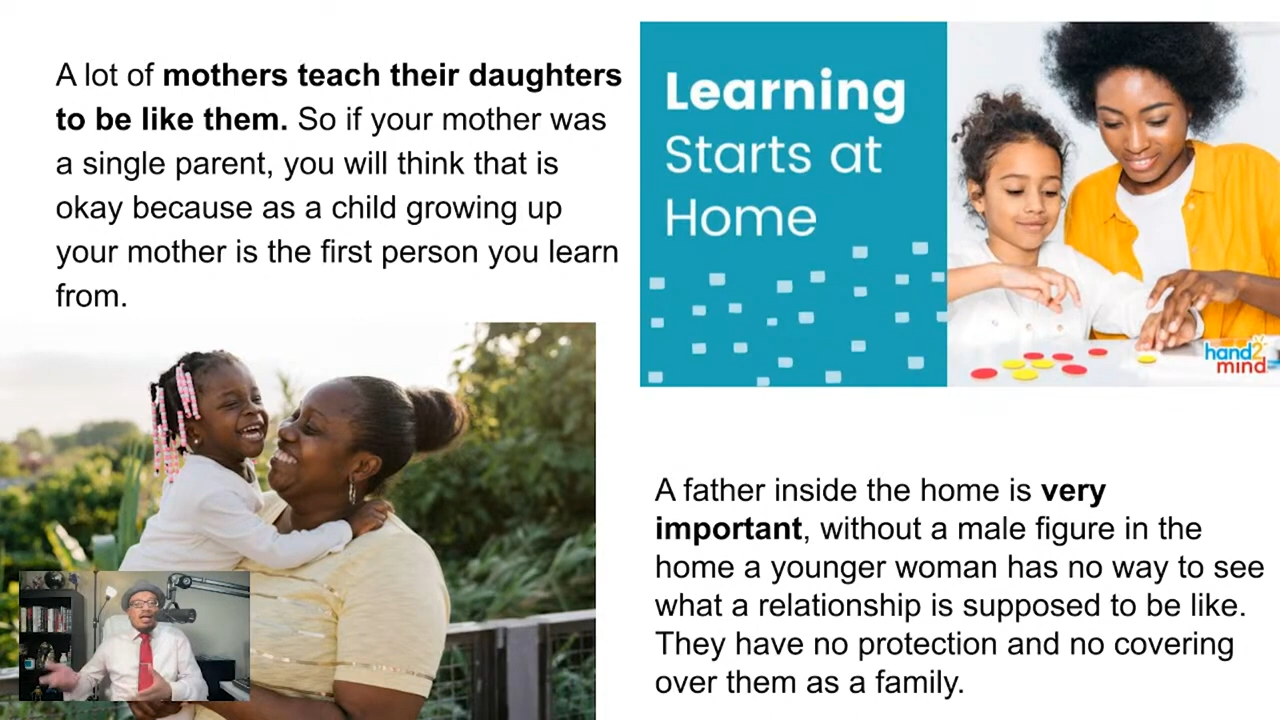 A lot of mothers teach their daughters
to be like them. So if your mother was
a single parent, you will think that is
okay because as a child growing up
your mother is the first person you learn
from.
Learning
Starts at
Home
hand2
mind
A father inside the home is very
important, without a male figure in the
home a younger woman has no way to see
what a relationship is supposed to be like.
They have no protection and no covering
over them as a family.